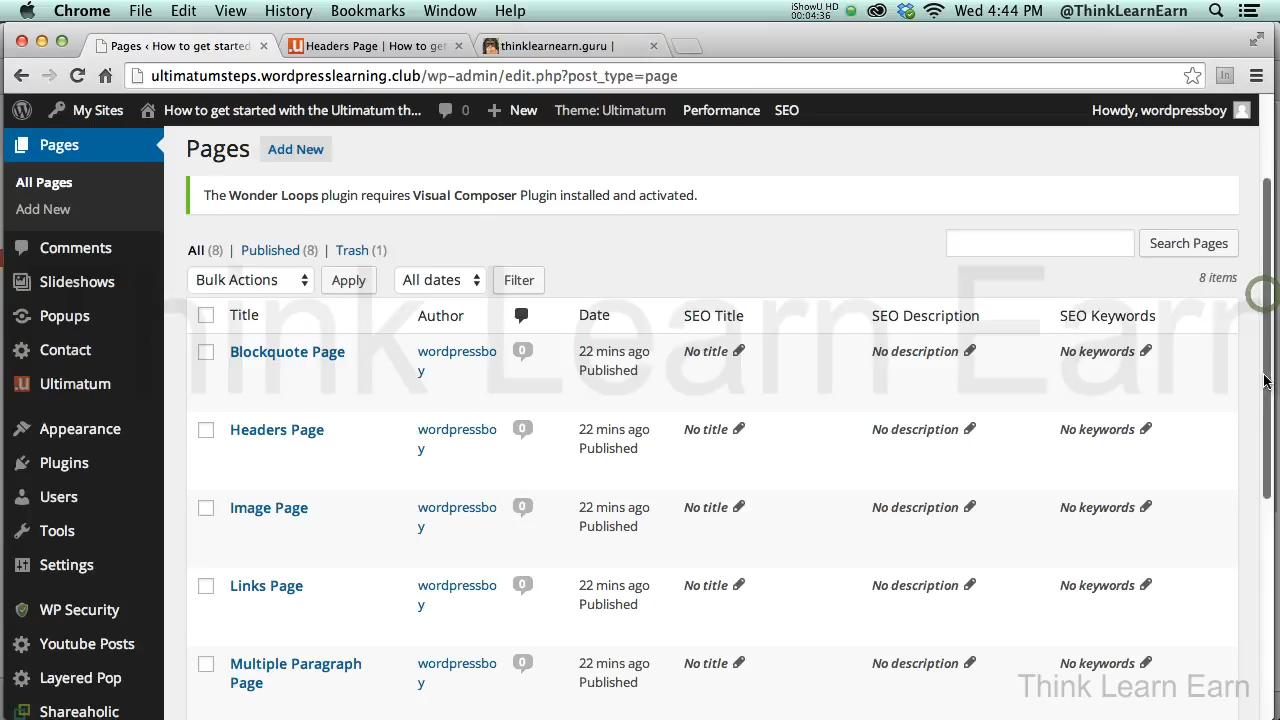 Chrome File Edit View History Bookmarks Window Help iShowU HD 00:04:36 Wed 4:44 PM @ThinkLearnEarn
Pages ‹ How to get started Headers Page | How to get thinklearnearn.guru |
ultimatumsteps.wordpresslearning.club/wp-admin/edit.php?post_type=page
My Sites How to get started with the Ultimatum th... 0 New Theme: Ultimatum Performance SEO Howdy, wordpressboy
Pages
All Pages
Add New
Comments
Slideshows
Popups
Contact
Ultimatum
Appearance
Plugins
Users
Tools
Settings
WP Security
Youtube Posts
Layered Pop
Shareaholic
Pages Add New
The Wonder Loops plugin requires Visual Composer Plugin installed and activated.
All (8) | Published (8) | Trash (1)
Search Pages
Bulk Actions Apply All dates Filter
8 items
Title Author Date SEO Title SEO Description SEO Keywords
Blockquote Page wordpressbo 0 22 mins ago No title No description No keywords
y Published
Headers Page wordpressbo 0 22 mins ago No title No description No keywords
y Published
Image Page wordpressbo 0 22 mins ago No title No description No keywords
y Published
Links Page wordpressbo 0 22 mins ago No title No description No keywords
y Published
Multiple Paragraph wordpressbo 0 22 mins ago No title No description No keywords
Page y Published
Think Learn Earn
Think Learn Earn